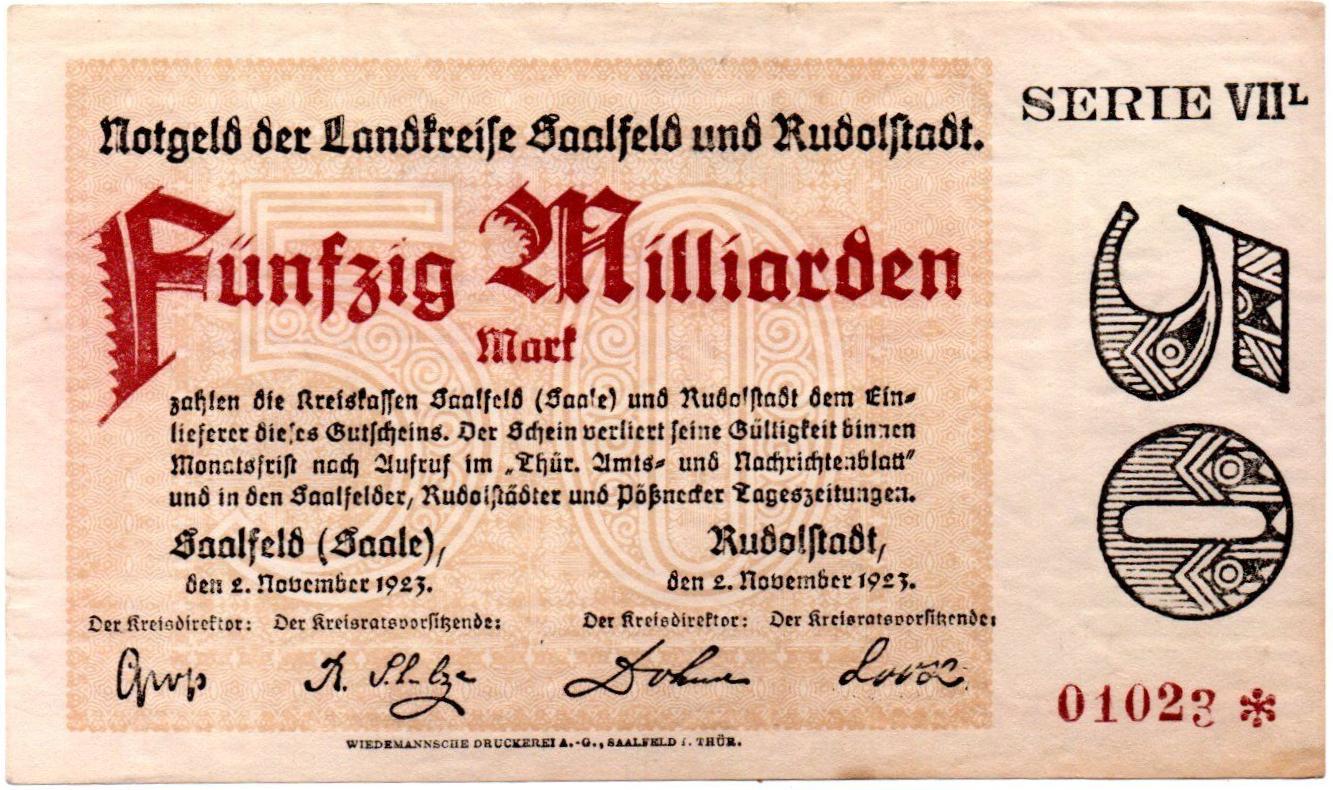 Notgeld der Landkreise Saalfeld und Rudolstadt.
Fünfzig Milliarden
Mark
zahlen die Kreiskassen Saalfeld (Saale) und Rudolstadt dem Ein-
lieferer dieses Gutscheins. Der Schein verliert seine Gültigkeit binnen
Monatsfrist nach Aufruf im „Thür. Amts- und Nachrichtenblatt"
und in den Saalfelder, Rudolstädter und Pößnecker Tageszeitungen.
Saalfeld (Saale),
den 2. November 1923.
Rudolstadt,
den 2. November 1923.
Der Kreisdirektor: Der Kreisratsvorsitzende:
Der Kreisdirektor: Der Kreisratsvorsitzende:
R.
WIEDEMANNSCHE DRUCKEREI A.-G., SAALFELD i. THÜR.
SERIE VII L
50
50
01023 *